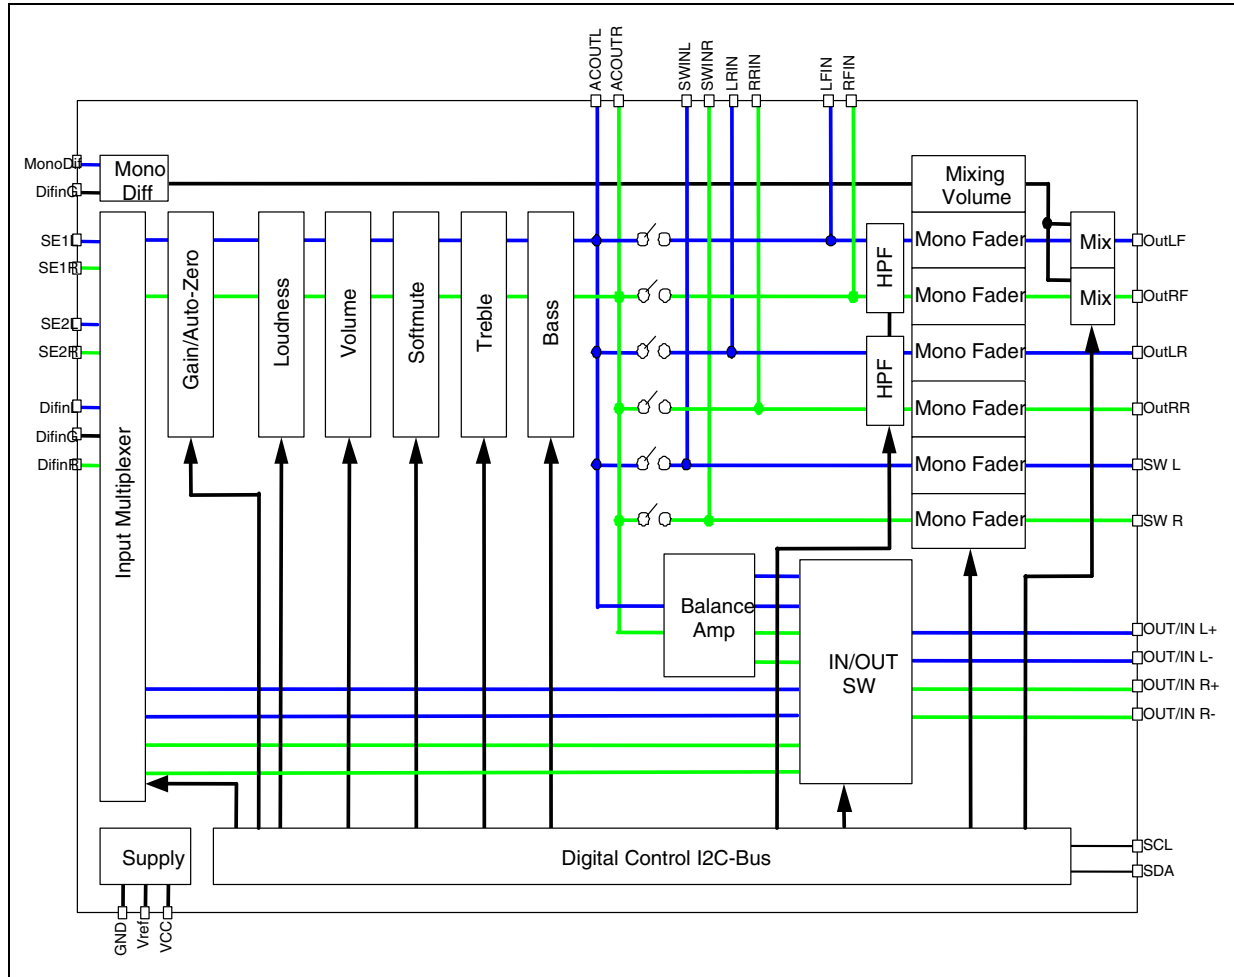 ACOUTL
ACOUTR
SWINL
SWINR
LRIN
RRIN
LFIN
RFIN
MonoDif
DifinG
Mono
Diff
Mixing
Volume
SE1L
SE1R
SE2L
SE2R
DifinL
DifinG
DifinR
Input Multiplexer
Gain/Auto-Zero
Loudness
Volume
Softmute
Treble
Bass
HPF
HPF
Mono Fader
Mono Fader
Mono Fader
Mono Fader
Mono Fader
Mono Fader
Mix
Mix
OutLF
OutRF
OutLR
OutRR
SW L
SW R
Balance
Amp
IN/OUT
SW
OUT/IN L+
OUT/IN L-
OUT/IN R+
OUT/IN R-
Supply
Digital Control I2C-Bus
SCL
SDA
GND
Vref
VCC